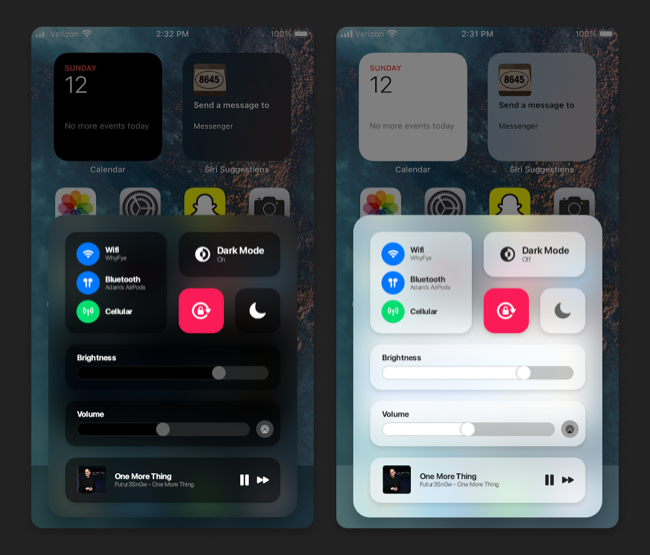 Verizon
2:32 PM
100%
SUNDAY
12
No more events today
8645
Send a message to
Messenger
Calendar
Siri Suggestions
Wifi
WhyFye
Bluetooth
Adam's AirPods
Cellular
Dark Mode
On
Brightness
Volume
One More Thing
Futur3Sn0w - One More Thing
Verizon
2:31 PM
100%
SUNDAY
12
No more events today
8645
Send a message to
Messenger
Calendar
Siri Suggestions
Wifi
WhyFye
Bluetooth
Adam's AirPods
Cellular
Dark Mode
Off
Brightness
Volume
One More Thing
Futur3Sn0w - One More Thing